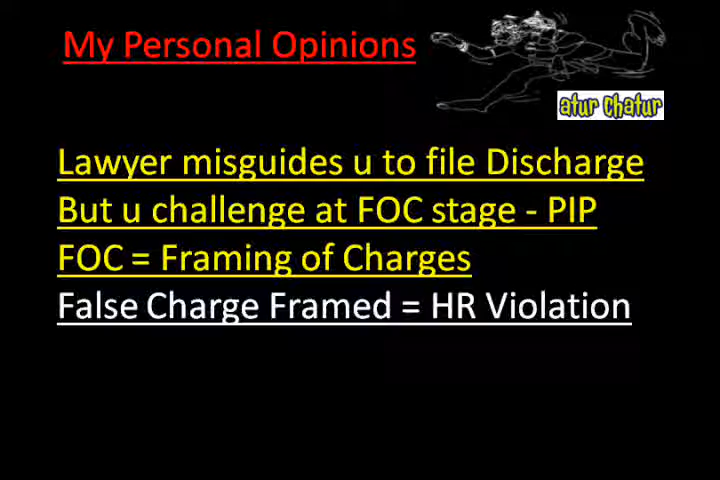 My Personal Opinions
atur chatur
Lawyer misguides u to file Discharge
But u challenge at FOC stage - PIP
FOC = Framing of Charges
False Charge Framed = HR Violation